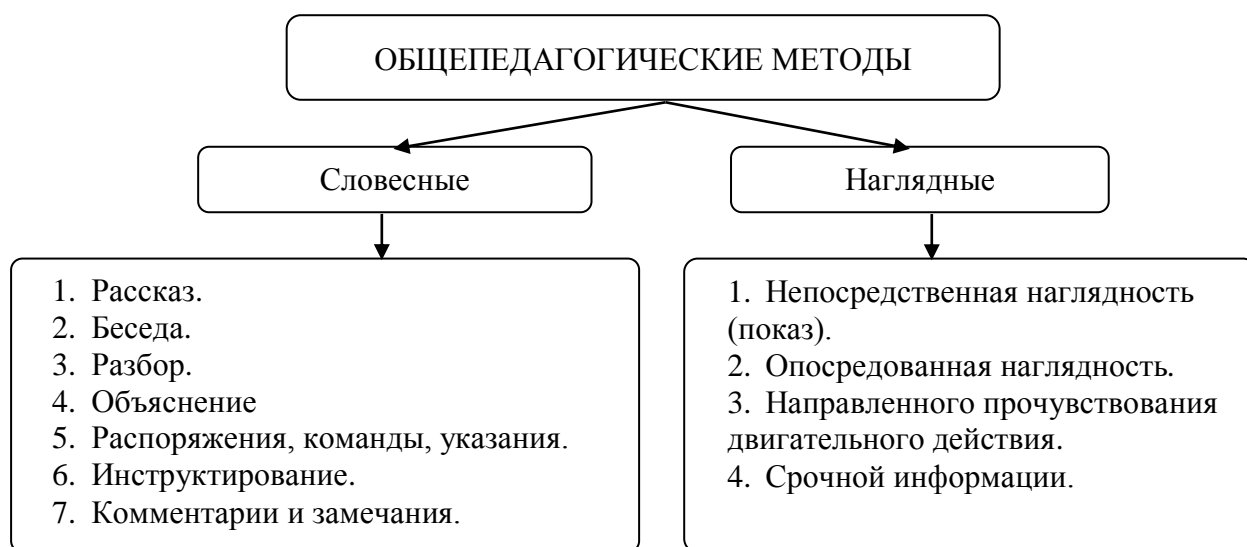 ОБЩЕПЕДАГОГИЧЕСКИЕ МЕТОДЫ
Словесные
Наглядные
1. Рассказ.
2. Беседа.
3. Разбор.
4. Объяснение
5. Распоряжения, команды, указания.
6. Инструктирование.
7. Комментарии и замечания.
1. Непосредственная наглядность
(показ).
2. Опосредованная наглядность.
3. Направленного прочувствования
двигательного действия.
4. Срочной информации.